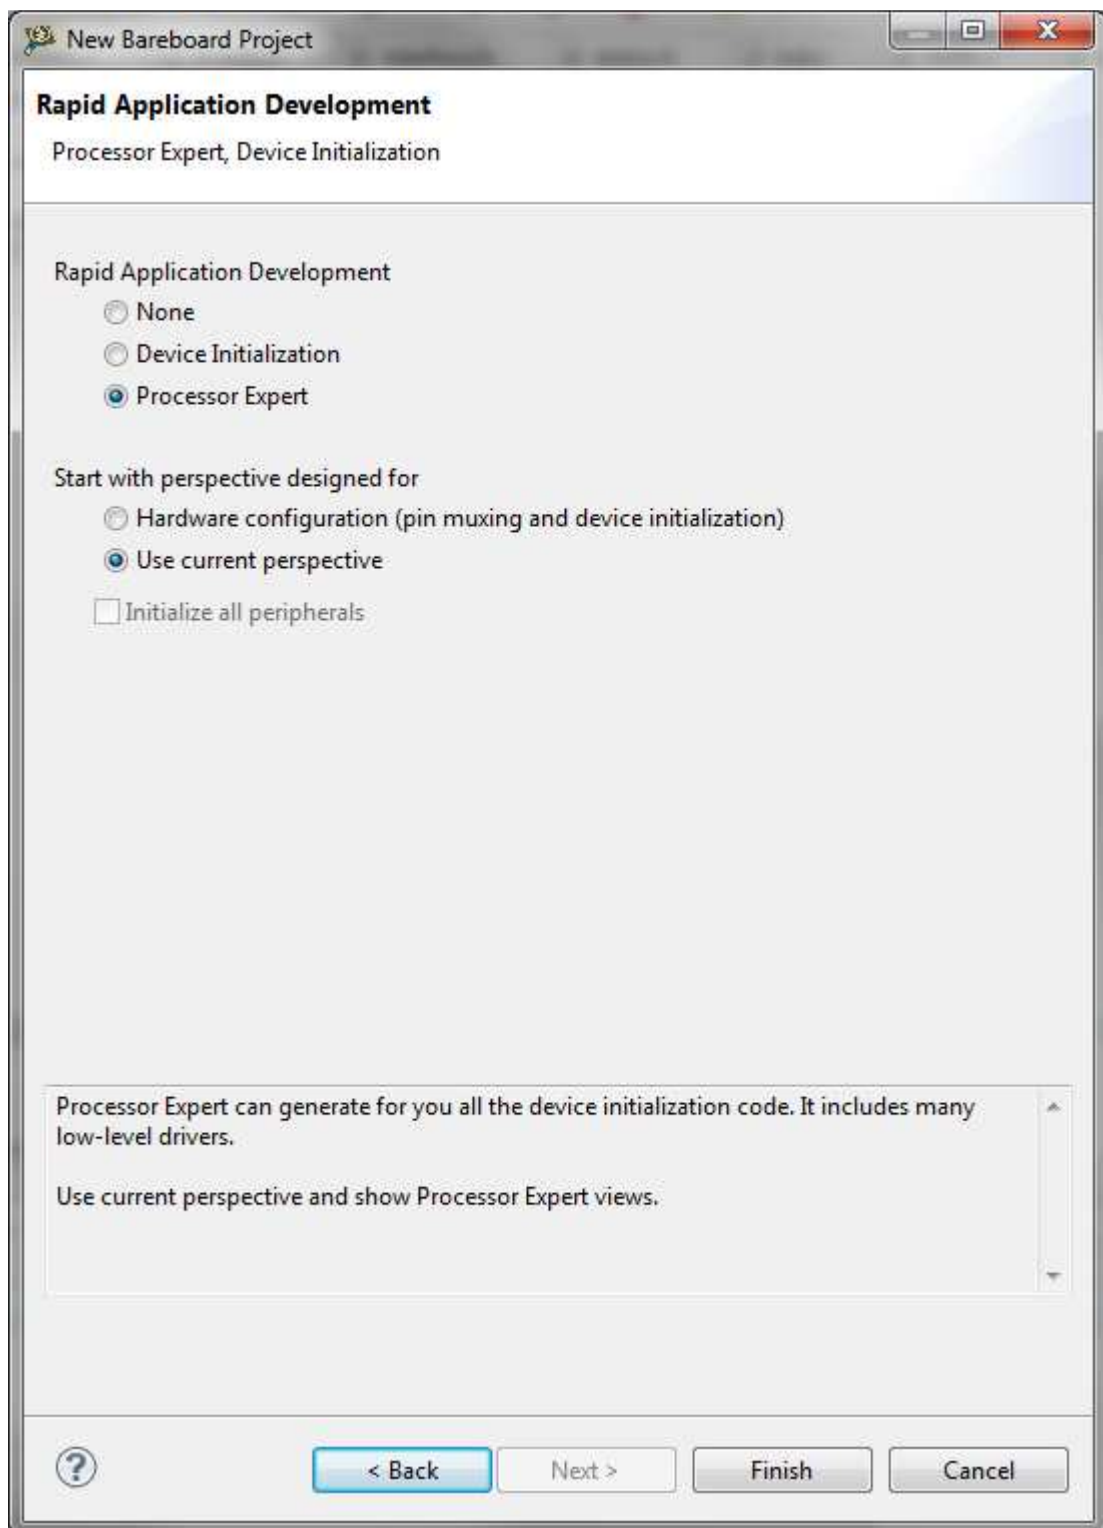 New Bareboard Project
Rapid Application Development
Processor Expert, Device Initialization
Rapid Application Development
None
Device Initialization
Processor Expert
Start with perspective designed for
Hardware configuration (pin muxing and device initialization)
Use current perspective
Initialize all peripherals
Processor Expert can generate for you all the device initialization code. It includes many
low-level drivers.
Use current perspective and show Processor Expert views.
?
< Back
Next >
Finish
Cancel